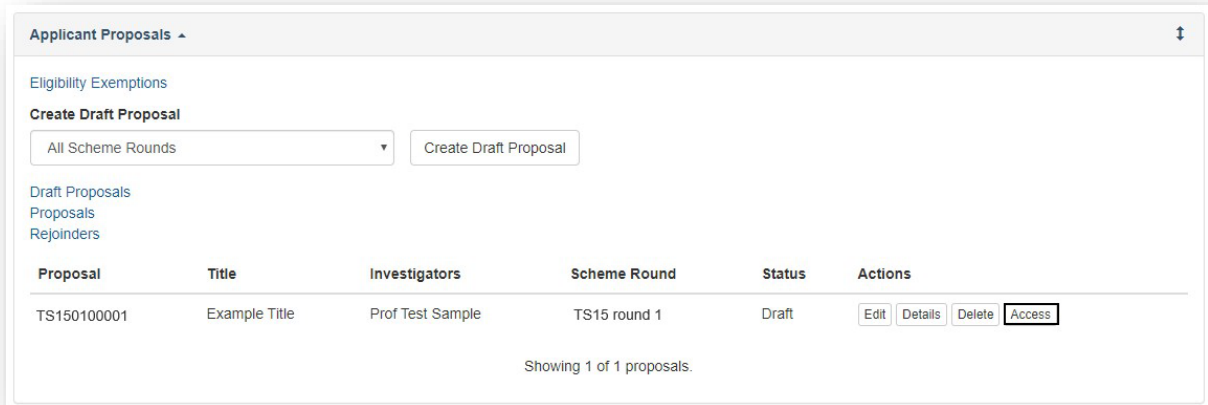 Applicant Proposals
Eligibility Exemptions
Create Draft Proposal
All Scheme Rounds Create Draft Proposal
Draft Proposals
Proposals
Rejoinders
Proposal Title Investigators Scheme Round Status Actions
TS150100001 Example Title Prof Test Sample TS15 round 1 Draft Edit Details Delete Access
Showing 1 of 1 proposals.